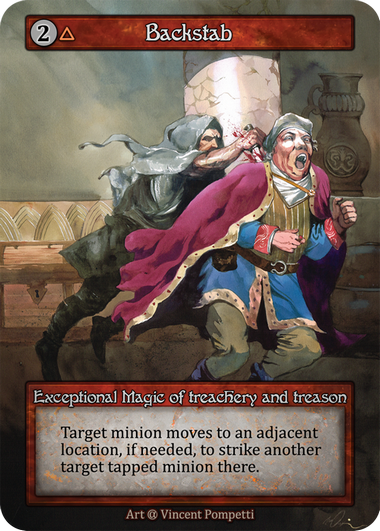 2 Backstab
Exceptional Magic of treachery and treason
Target minion moves to an adjacent
location, if needed, to strike another
target tapped minion there.
Art @ Vincent Pompetti